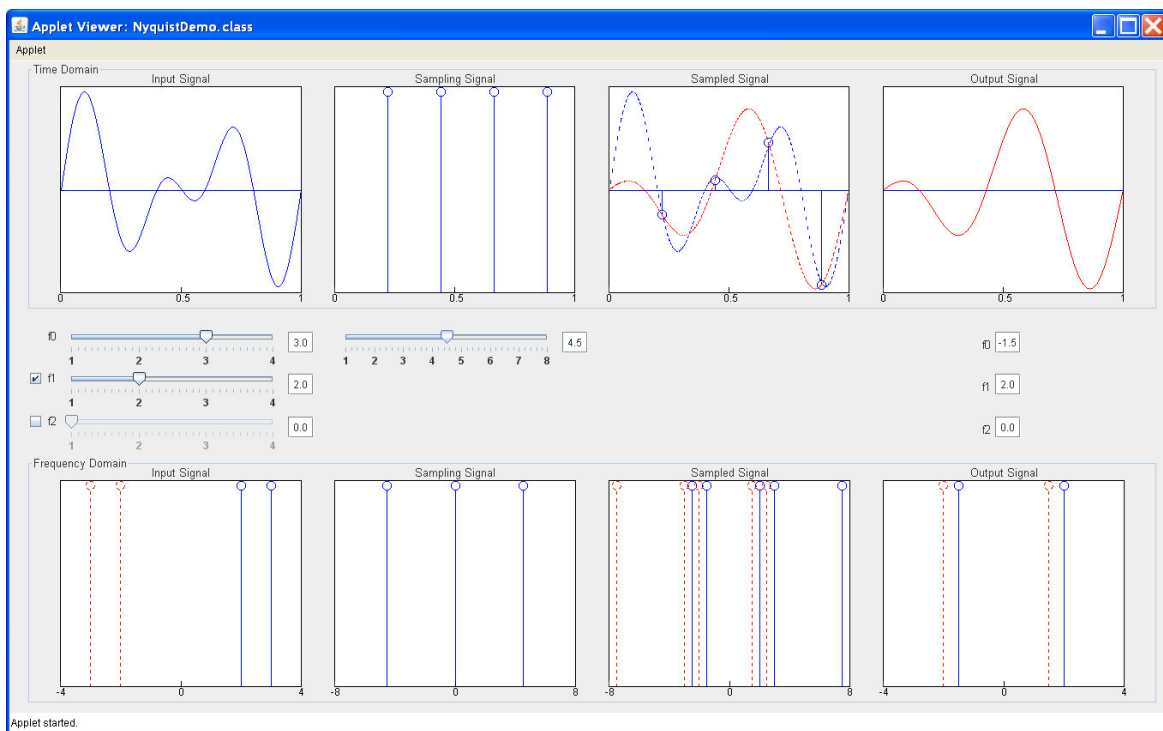 Applet Viewer: NyquistDemo.class
Applet
Time Domain
Input Signal Sampling Signal Sampled Signal Output Signal
0 0.5 1 0 0.5 1 0 0.5 1 0 0.5 1
f0 3.0 4.5 f0 -1.5
1 2 3 4 1 2 3 4 5 6 7 8
f1 2.0 f1 2.0
1 2 3 4
f2 0.0 f2 0.0
1 2 3 4
Frequency Domain
Input Signal Sampling Signal Sampled Signal Output Signal
-4 0 4 -8 0 8 -8 0 8 -4 0 4
Applet started.